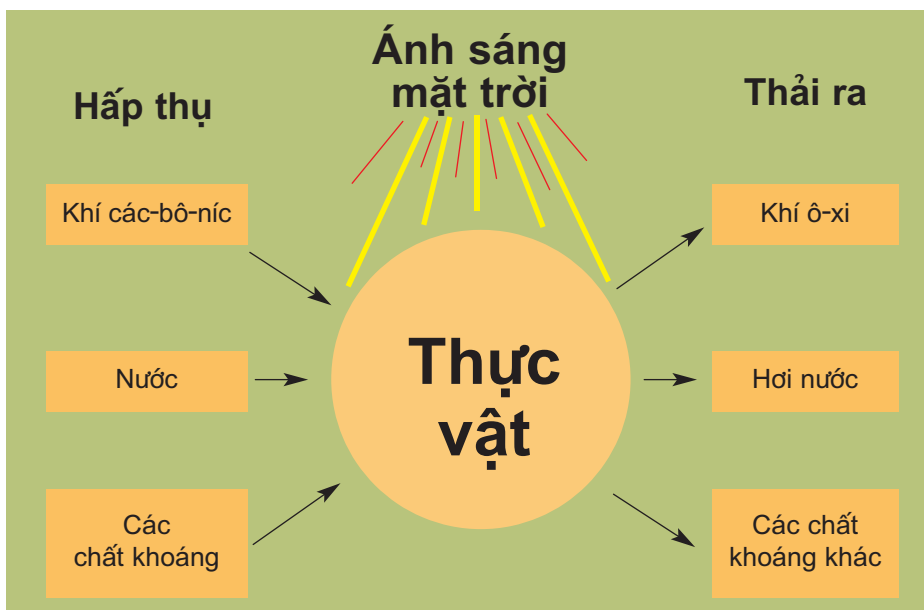 Ánh sáng
mặt trời
Hấp thụ
Thải ra
Khí các-bô-níc
Khí ô-xi
Thực
vật
Nước
Hơi nước
Các
chất khoáng
Các chất
khoáng khác